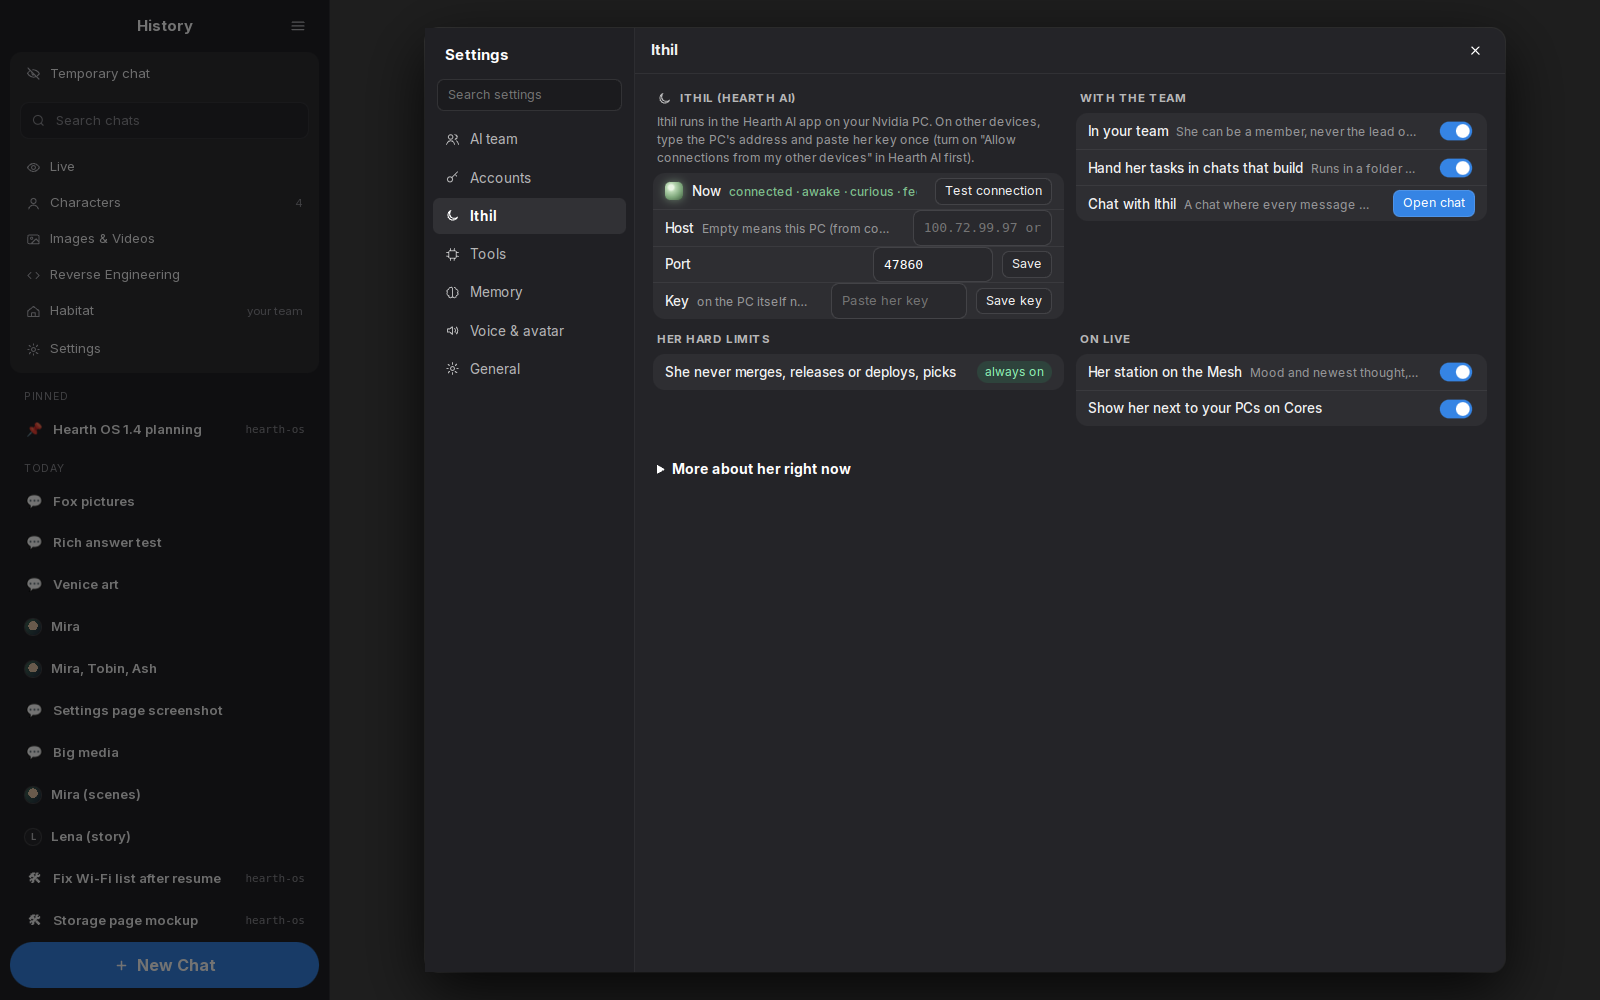 History
Temporary chat
Search chats
Live
Characters 4
Images & Videos
Reverse Engineering
Habitat your team
Settings
PINNED
Hearth OS 1.4 planning hearth-os
TODAY
Fox pictures
Rich answer test
Venice art
Mira
Mira, Tobin, Ash
Settings page screenshot
Big media
Mira (scenes)
L Lena (story)
Fix Wi-Fi list after resume hearth-os
Storage page mockup hearth-os
+ New Chat
Settings
Search settings
AI team
Accounts
Ithil
Tools
Memory
Voice & avatar
General
Ithil
ITHIL (HEARTH AI)
Ithil runs in the Hearth AI app on your Nvidia PC. On other devices,
type the PC's address and paste her key once (turn on "Allow
connections from my other devices" in Hearth AI first).
Now connected · awake · curious · fe
Test connection
Host Empty means this PC (from co... 100.72.99.97 or
Port 47860 Save
Key on the PC itself n... Paste her key Save key
WITH THE TEAM
In your team She can be a member, never the lead o...
Hand her tasks in chats that build Runs in a folder ...
Chat with Ithil A chat where every message ... Open chat
HER HARD LIMITS
She never merges, releases or deploys, picks always on
ON LIVE
Her station on the Mesh Mood and newest thought,...
Show her next to your PCs on Cores
More about her right now